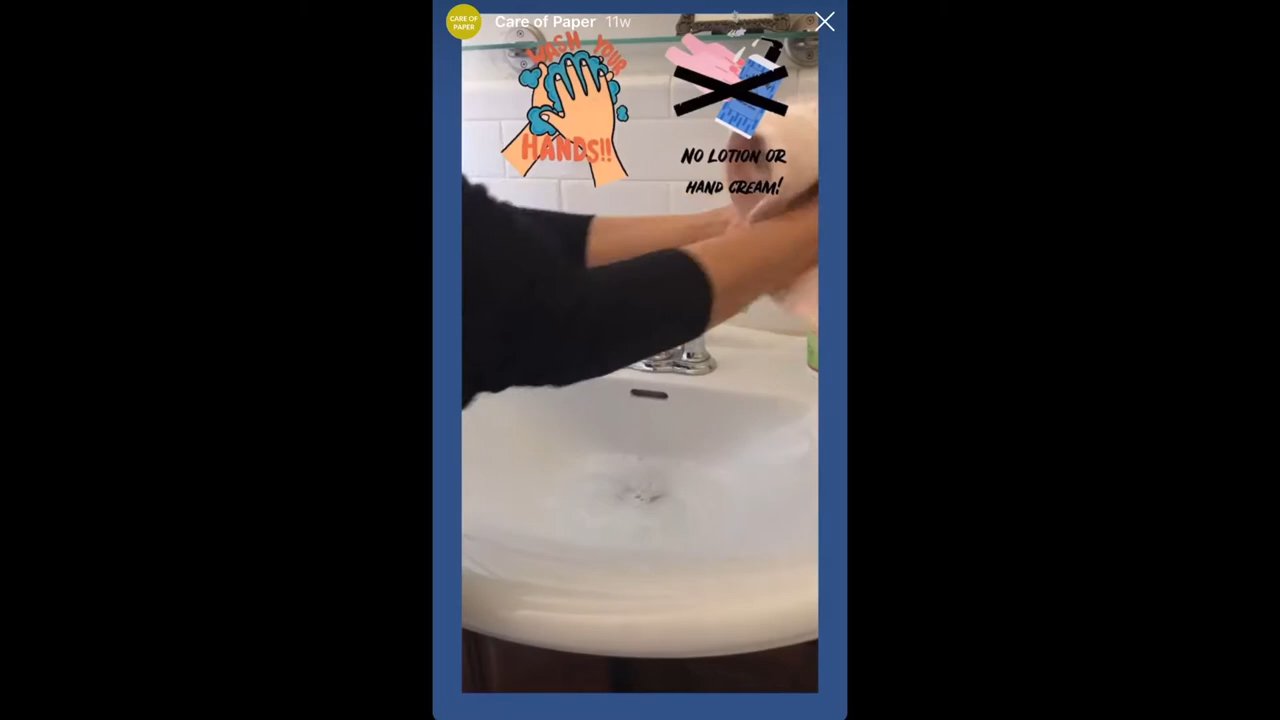 CARE OF
PAPER
Care of Paper 11w
WASH YOUR
HANDS!!
NO LOTION OR
HAND CREAM!